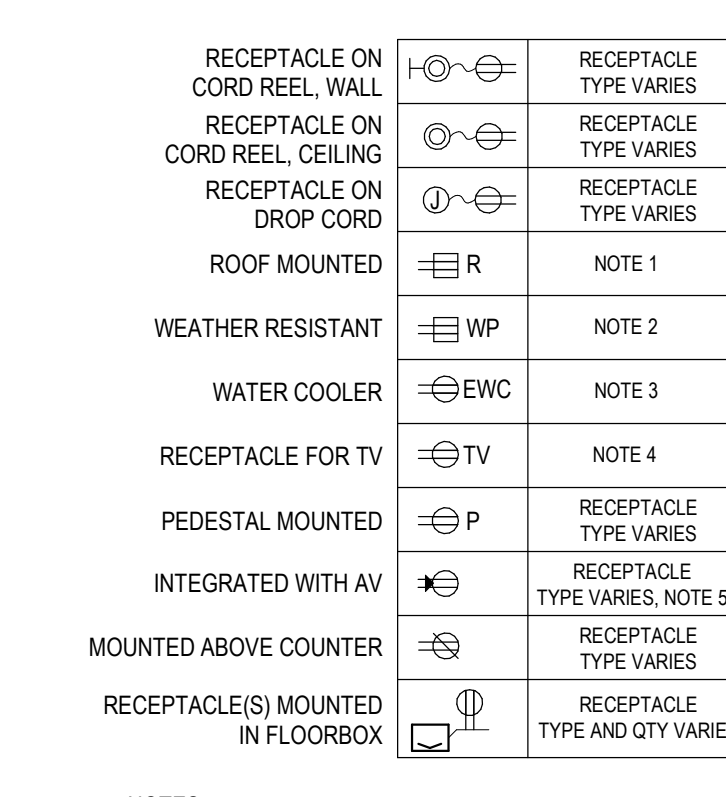 RECEPTACLE ON
CORD REEL, WALL
RECEPTACLE
TYPE VARIES
RECEPTACLE ON
CORD REEL, CEILING
RECEPTACLE
TYPE VARIES
RECEPTACLE ON
DROP CORD
J
RECEPTACLE
TYPE VARIES
ROOF MOUNTED
R
NOTE 1
WEATHER RESISTANT
WP
NOTE 2
WATER COOLER
EWC
NOTE 3
RECEPTACLE FOR TV
TV
NOTE 4
PEDESTAL MOUNTED
P
RECEPTACLE
TYPE VARIES
INTEGRATED WITH AV
RECEPTACLE
TYPE VARIES, NOTE 5
MOUNTED ABOVE COUNTER
RECEPTACLE
TYPE VARIES
RECEPTACLE(S) MOUNTED
IN FLOORBOX
RECEPTACLE
TYPE AND QTY VARIE